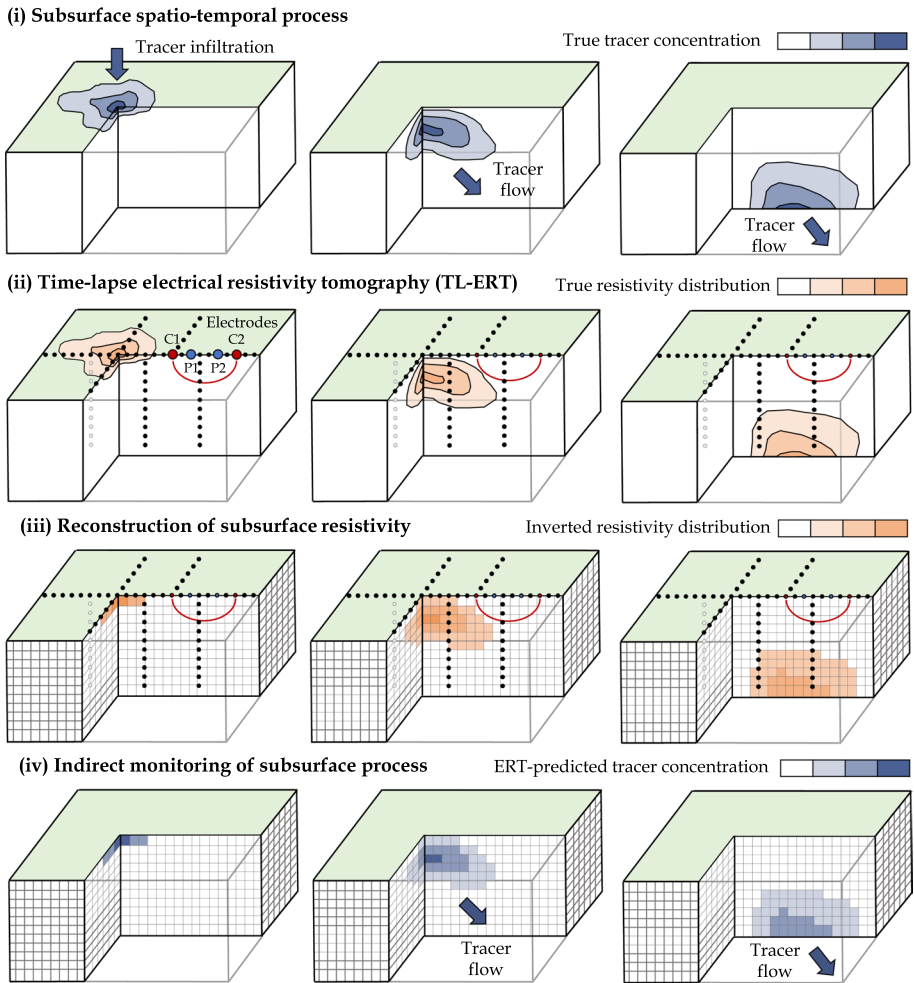 (i) Subsurface spatio-temporal process
Tracer infiltration
True tracer concentration
Tracer
flow
Tracer
flow
(ii) Time-lapse electrical resistivity tomography (TL-ERT)
True resistivity distribution
Electrodes
C1
C2
P1
P2
(iii) Reconstruction of subsurface resistivity
Inverted resistivity distribution
(iv) Indirect monitoring of subsurface process
ERT-predicted tracer concentration
Tracer
flow
Tracer
flow